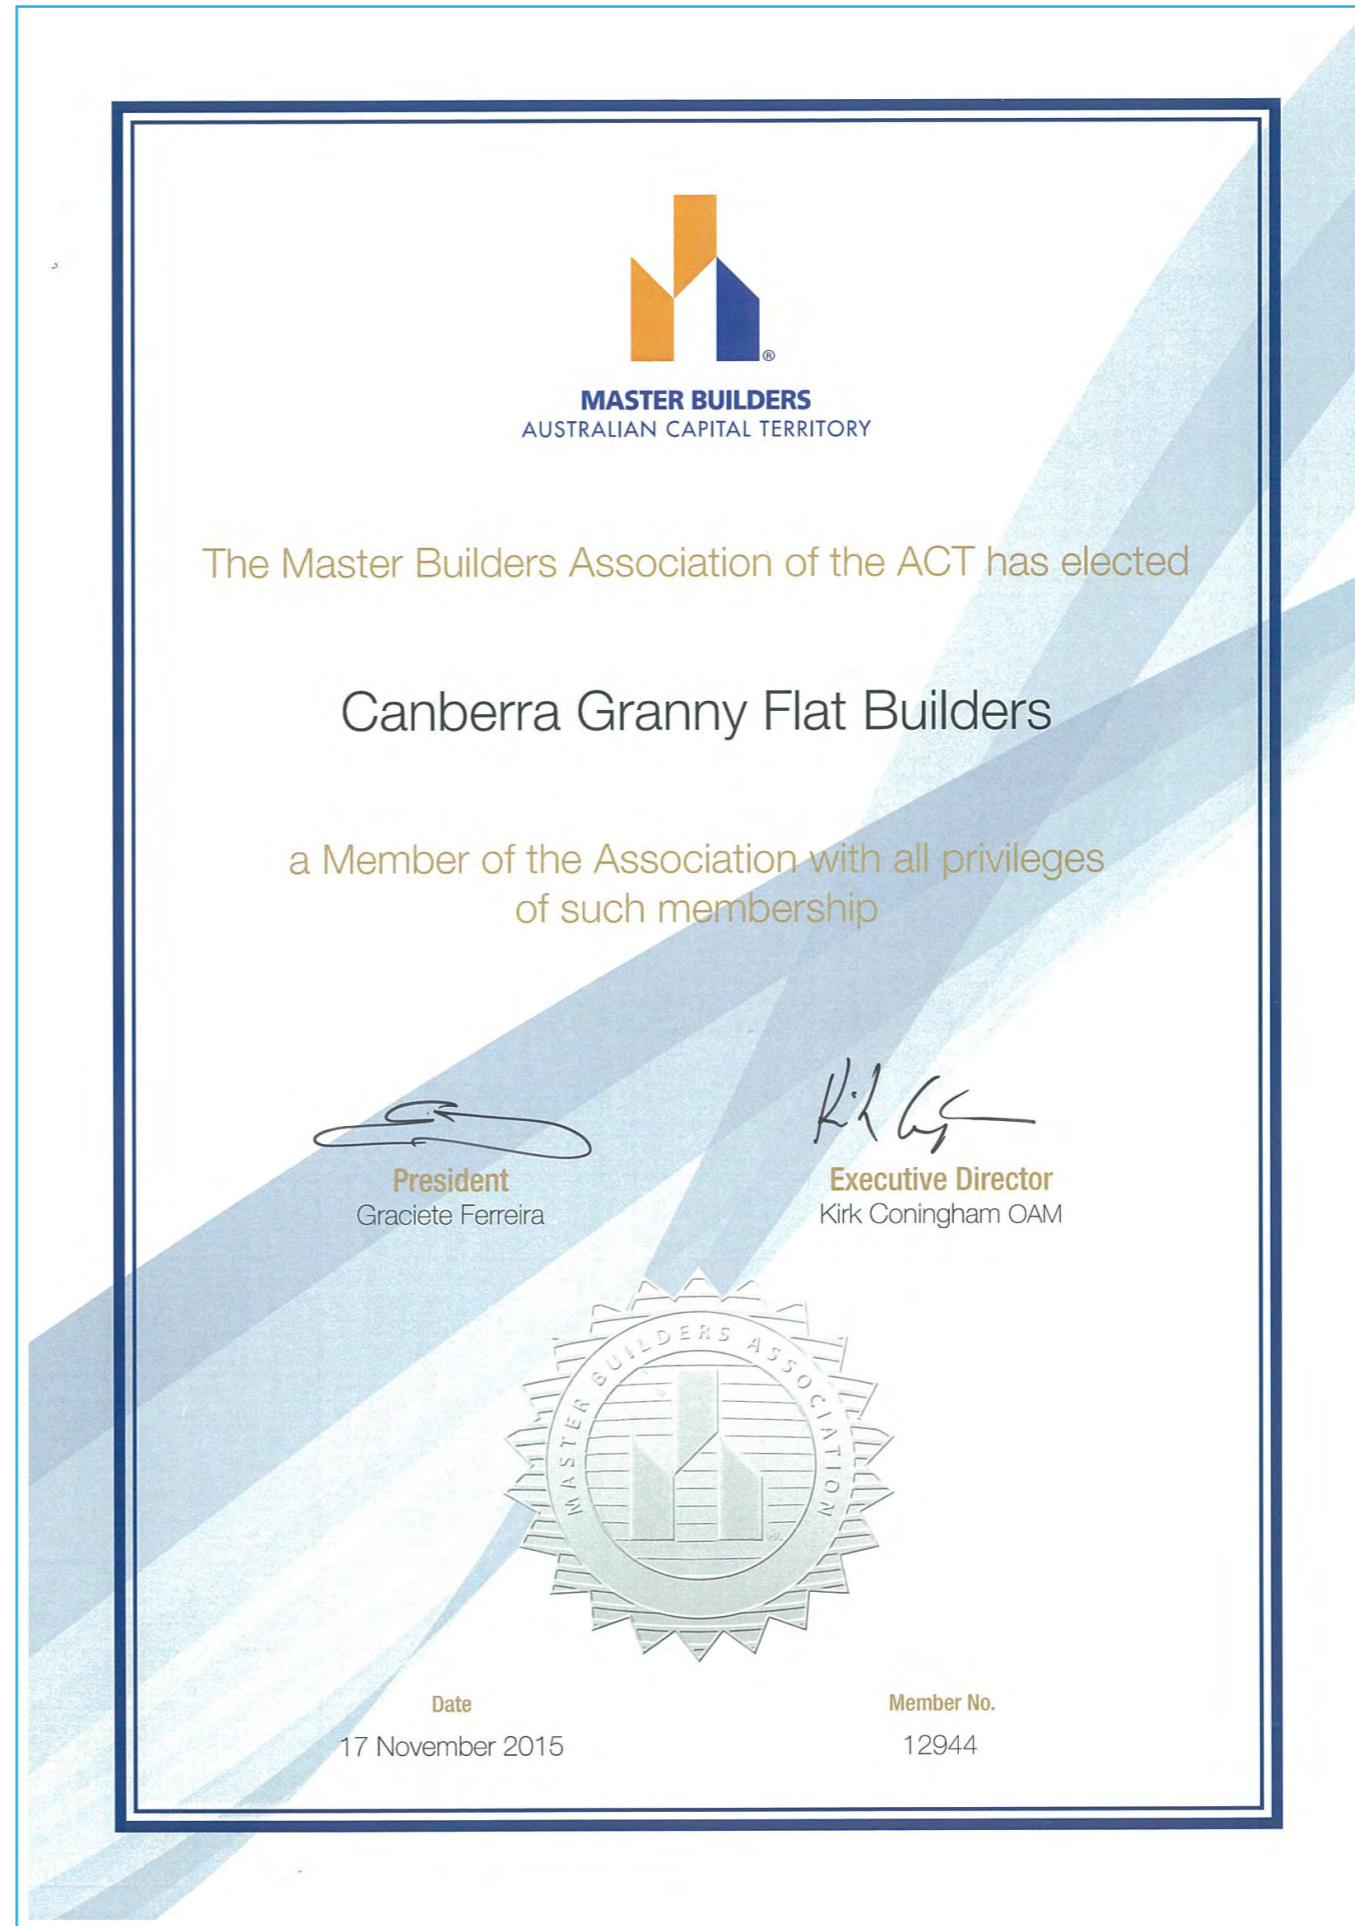 ®
MASTER BUILDERS
AUSTRALIAN CAPITAL TERRITORY
The Master Builders Association of the ACT has elected
Canberra Granny Flat Builders
a Member of the Association with all privileges
of such membership
President
Graciete Ferreira
Executive Director
Kirk Coningham OAM
MASTER BUILDERS ASSOCIATION
Date
17 November 2015
Member No.
12944